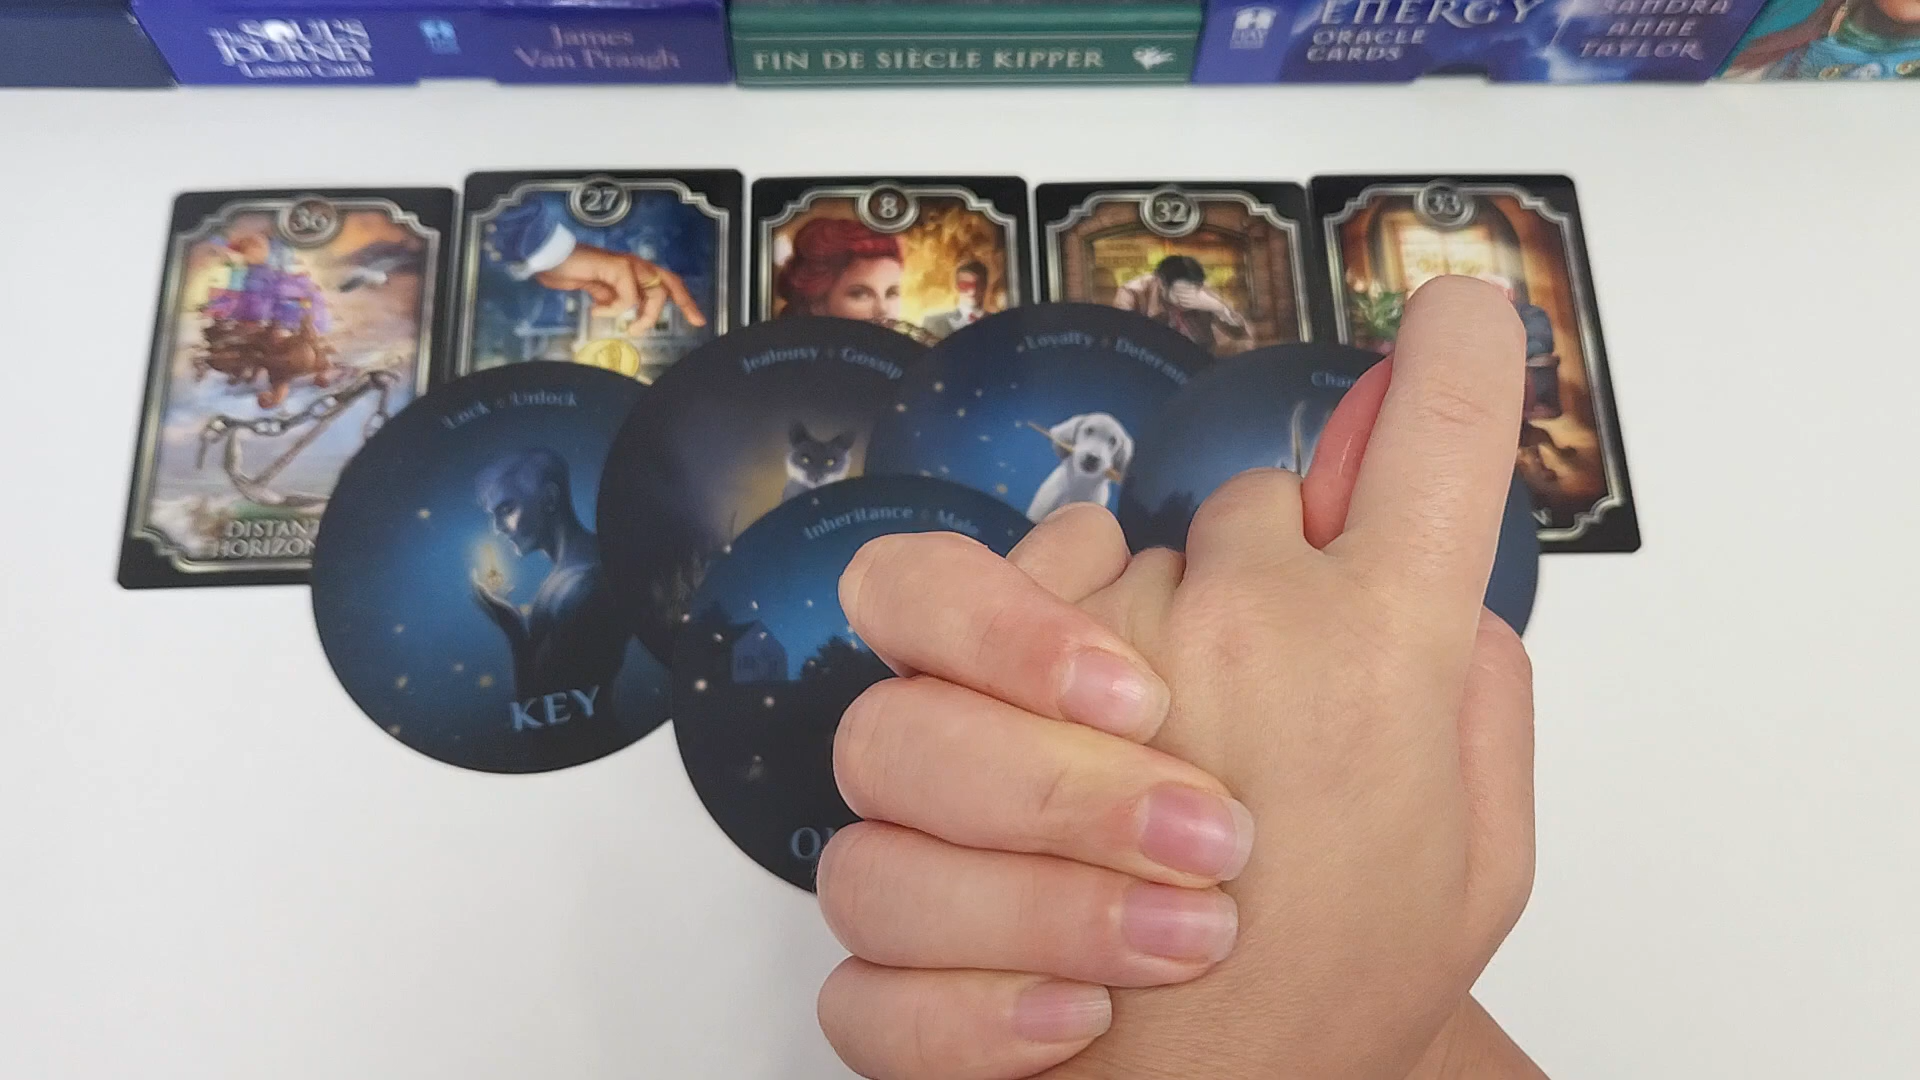 SOUL'S
JOURNEY
Lesson Cards
James
Van Praagh
FIN DE SIÈCLE KIPPER
ENERGY
ORACLE
CARDS
SANDRA
ANNE
TAYLOR
36
27
8
32
33
DISTANT
HORIZON
Lock Unlock
KEY
Jealousy Gossip
Loyalty
Inheritance Male